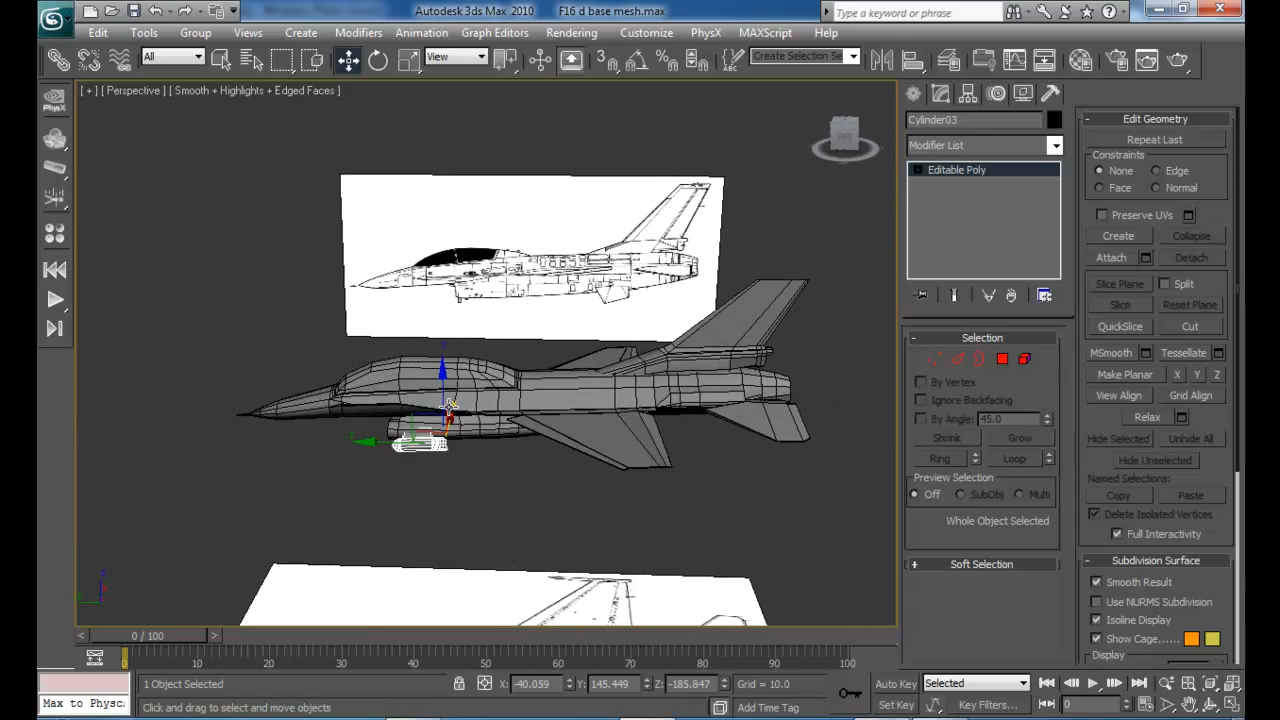 Autodesk 3ds Max 2010 F16 d base mesh.max
Type a keyword or phrase
Edit Tools Group Views Create Modifiers Animation Graph Editors Rendering Customize PhysX MAXScript Help
All
View
3
Create Selection Se
[ + ] [ Perspective ] [ Smooth + Highlights + Edged Faces ]
PhysX
Cylinder03
Modifier List
Editable Poly
Selection
By Vertex
Ignore Backfacing
By Angle: 45.0
Shrink Grow
Ring Loop
Preview Selection
Off SubObj Multi
Whole Object Selected
Soft Selection
Edit Geometry
Repeat Last
Constraints
None Edge
Face Normal
Preserve UVs
Create Collapse
Attach Detach
Slice Plane Split
Slice Reset Plane
QuickSlice Cut
MSmooth Tessellate
Make Planar X Y Z
View Align Grid Align
Relax
Hide Selected Unhide All
Hide Unselected
Named Selections:
Copy Paste
Delete Isolated Vertices
Full Interactivity
Subdivision Surface
Smooth Result
Use NURMS Subdivision
Isoline Display
Show Cage......
Display
0 / 100
0 10 20 30 40 50 60 70 80 90 100
1 Object Selected X: -40.059 Y: 145.449 Z: -185.847 Grid = 10.0 Auto Key Selected
Max to Physc: Click and drag to select and move objects Add Time Tag Set Key Key Filters... 0